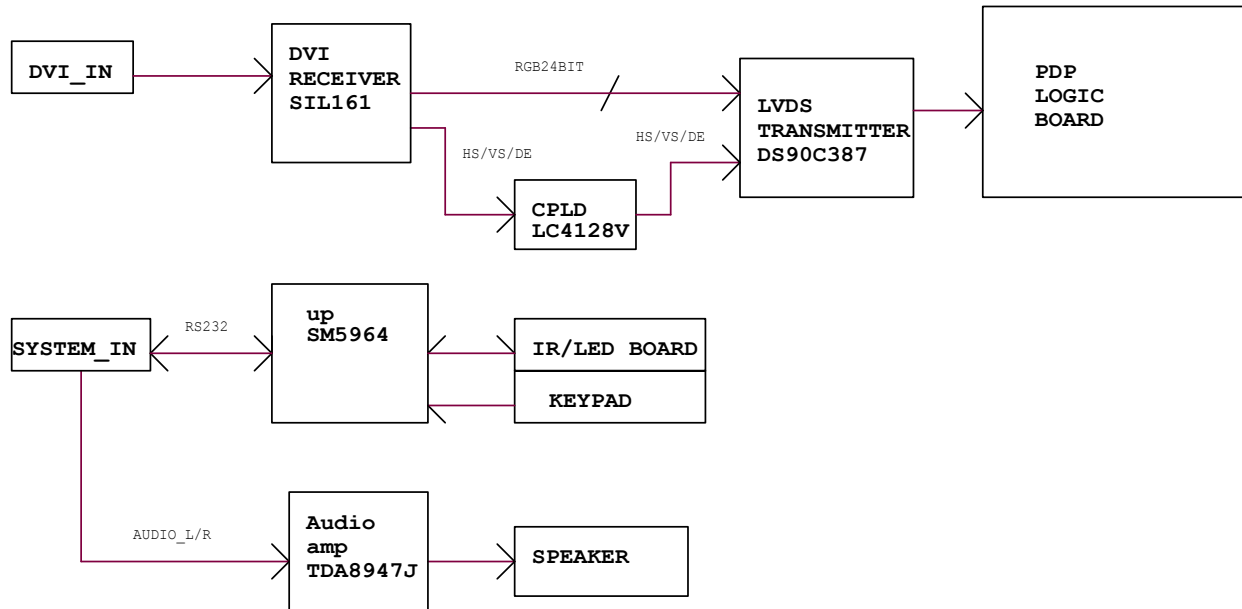 DVI_IN
DVI
RECEIVER
SIL161
RGB24BIT
HS/VS/DE
CPLD
LC4128V
HS/VS/DE
LVDS
TRANSMITTER
DS90C387
PDP
LOGIC
BOARD
SYSTEM_IN
RS232
up
SM5964
IR/LED BOARD
KEYPAD
AUDIO_L/R
Audio
amp
TDA8947J
SPEAKER